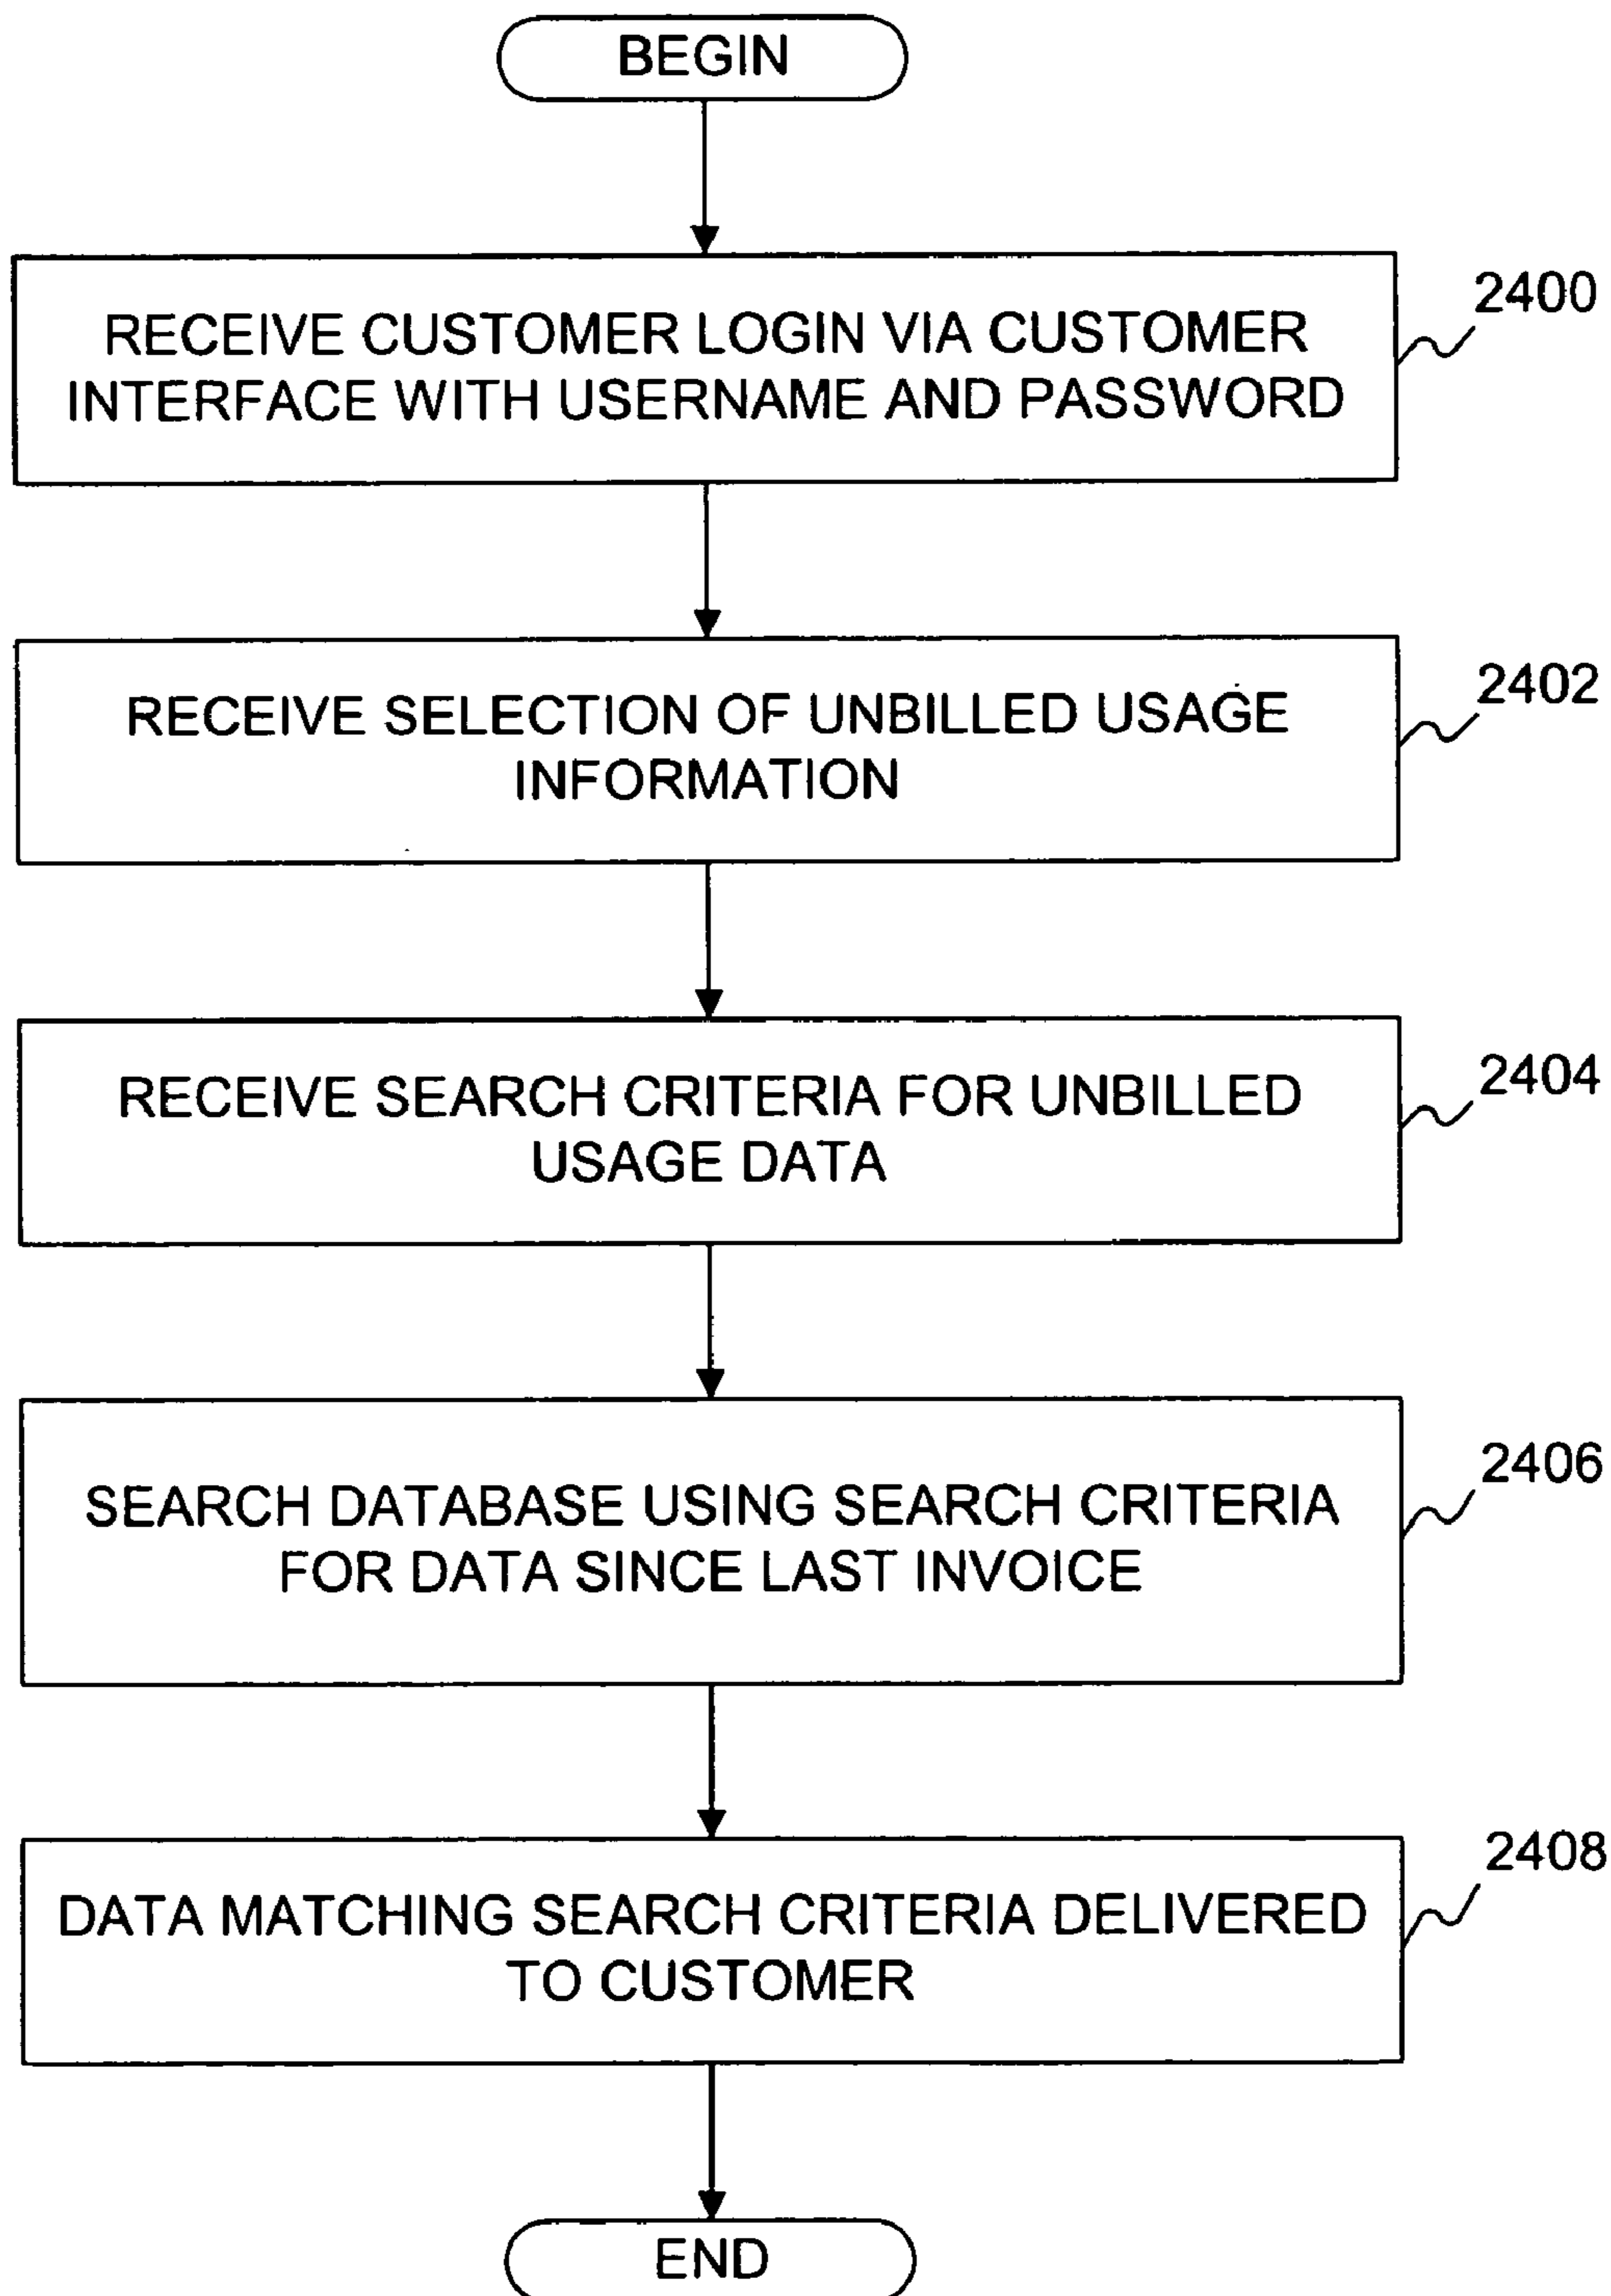 BEGIN
2400
RECEIVE CUSTOMER LOGIN VIA CUSTOMER
INTERFACE WITH USERNAME AND PASSWORD
2402
RECEIVE SELECTION OF UNBILLED USAGE
INFORMATION
2404
RECEIVE SEARCH CRITERIA FOR UNBILLED
USAGE DATA
2406
SEARCH DATABASE USING SEARCH CRITERIA
FOR DATA SINCE LAST INVOICE
2408
DATA MATCHING SEARCH CRITERIA DELIVERED
TO CUSTOMER
END